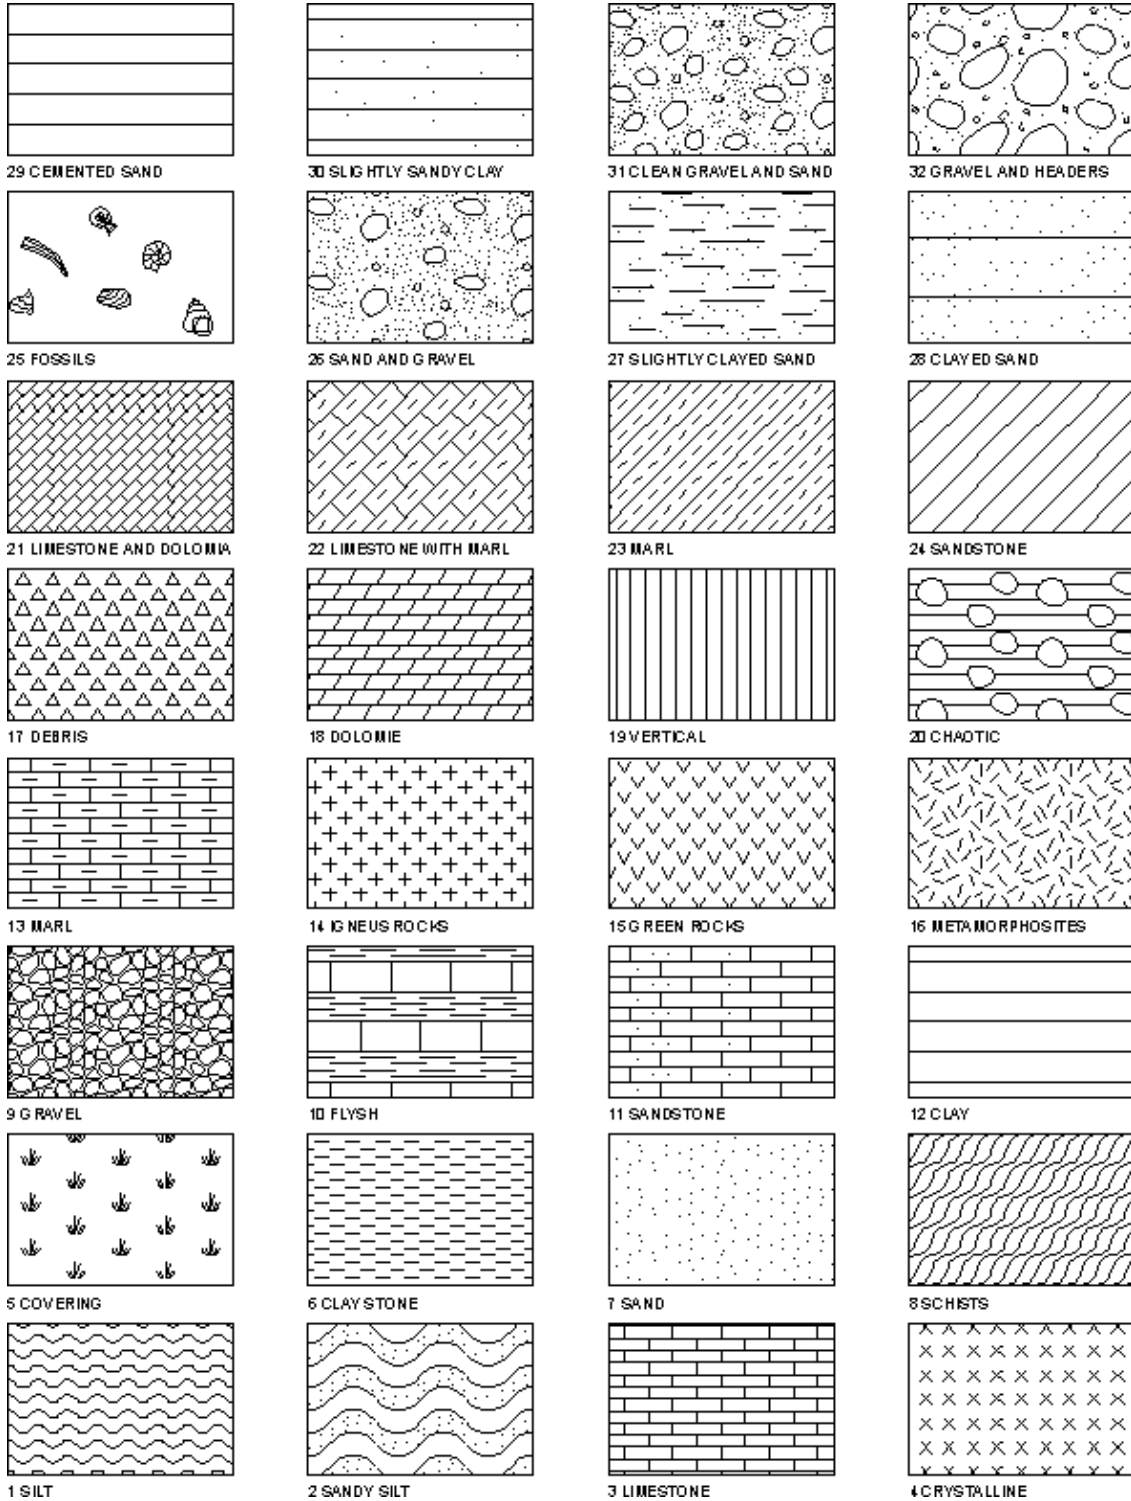 29 CEMENTED SAND
30 SLIGHTLY SANDY CLAY
31 CLEAN GRAVEL AND SAND
32 GRAVEL AND HEADERS
25 FOSSILS
26 SAND AND GRAVEL
27 SLIGHTLY CLAYED SAND
28 CLAYED SAND
21 LIMESTONE AND DOLOMIA
22 LIMESTONE WITH MARL
23 MARL
24 SANDSTONE
17 DEBRIS
18 DOLOMIE
19 VERTICAL
20 CHAOTIC
13 MARL
14 IGNEUS ROCKS
15 GREEN ROCKS
16 METAMORPHOSITES
9 GRAVEL
10 FLYSH
11 SANDSTONE
12 CLAY
5 COVERING
6 CLAYSTONE
7 SAND
8 SCHISTS
1 SILT
2 SANDY SILT
3 LIMESTONE
4 CRYSTALLINE